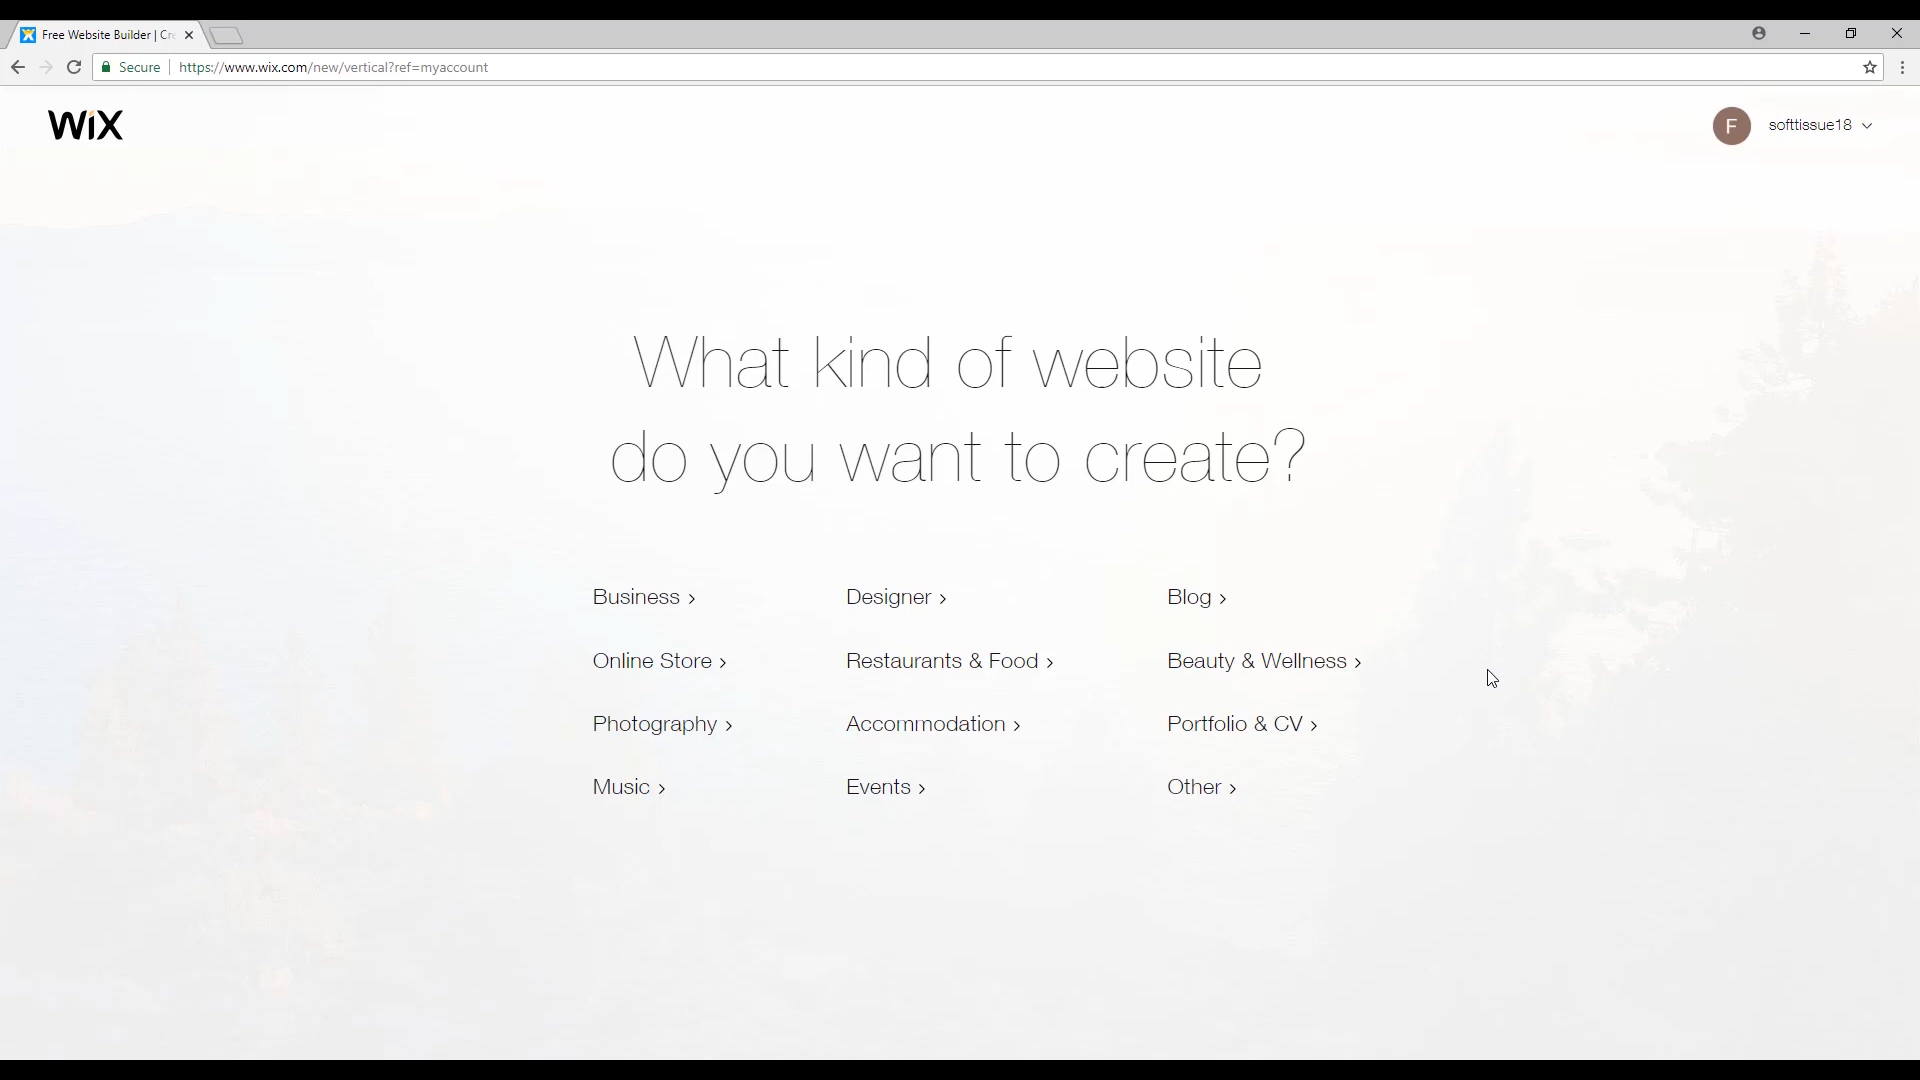 Free Website Builder | Cre
Secure
https://www.wix.com/new/vertical?ref=myaccount
WiX
F
softtissue18
What kind of website
do you want to create?
Business
Designer
Blog
Online Store
Restaurants & Food
Beauty & Wellness
Photography
Accommodation
Portfolio & CV
Music
Events
Other